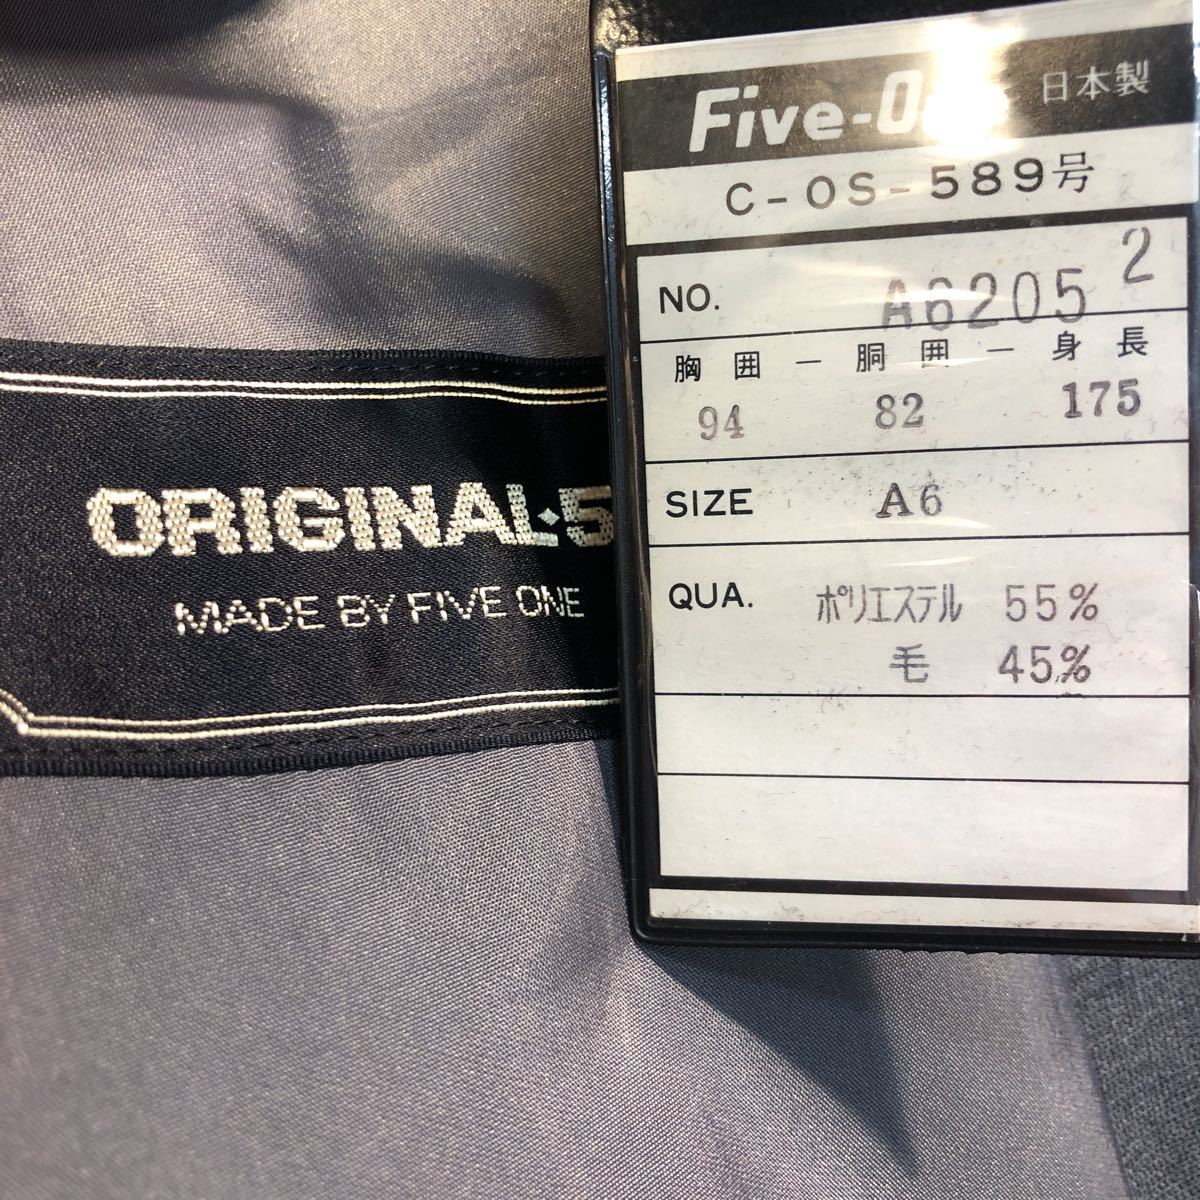 ORIGINAL·5
MADE BY FIVE ONE
Five-O 日本製
C-OS-589号
NO. A6205 2
胸囲－胴囲－身長
94 82 175
SIZE A6
QUA. ポリエステル 55%
毛 45%